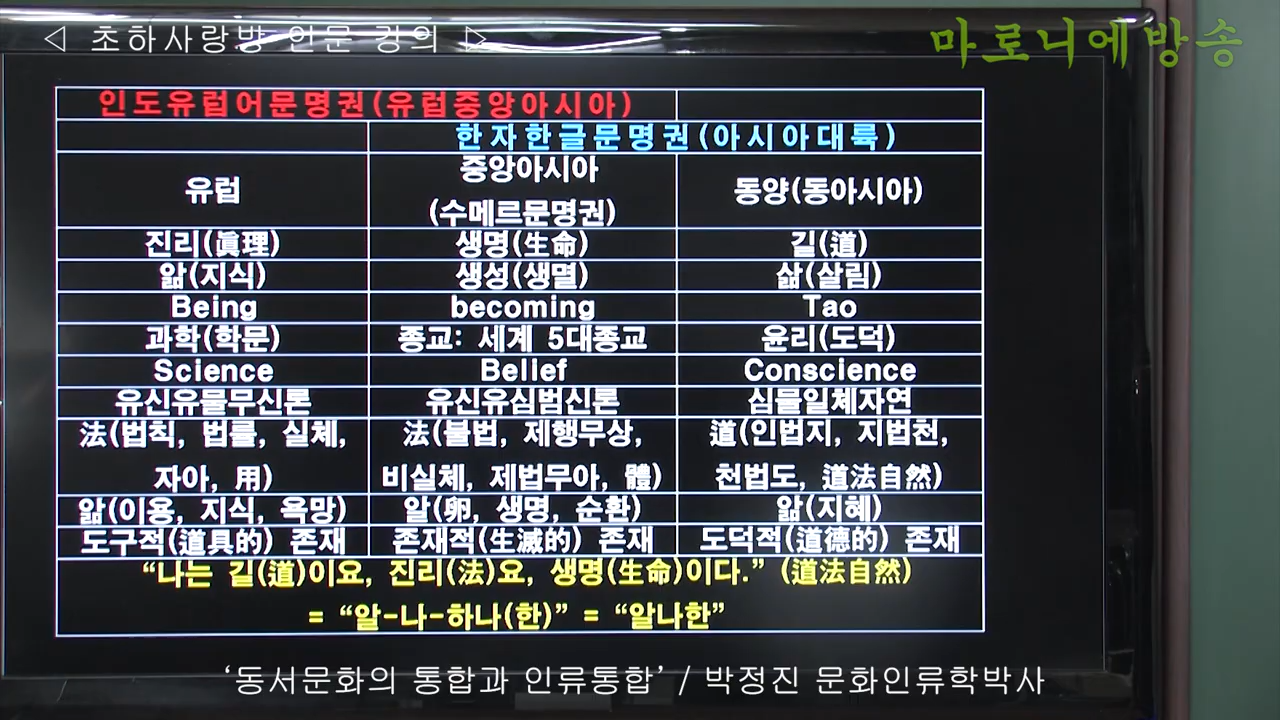 ◁ 초하사랑방 인문 강의 ▷
마로니에방송
인도유럽어문명권(유럽중앙아시아)
한자한글문명권(아시아대륙)
유럽
중앙아시아
(수메르문명권)
동양(동아시아)
진리(眞理) 생명(生命) 길(道)
앎(지식) 생성(생멸) 삶(살림)
Being becoming Tao
과학(학문) 종교: 세계 5대종교 윤리(도덕)
Science Belief Conscience
유신유물무신론 유신유심범신론 심물일체자연
法(법칙, 법률, 실체, 法(불법, 제행무상, 道(인법지, 지법천,
자아, 用) 비실체, 제법무아, 體) 천법도, 道法自然)
앎(이용, 지식, 욕망) 알(卵, 생명, 순환) 앎(지혜)
도구적(道具的) 존재 존재적(生滅的) 존재 도덕적(道德的) 존재
“나는 길(道)이요, 진리(法)요, 생명(生命)이다.” (道法自然)
= “알-나-하나(한)” = “알나한”
‘동서문화의 통합과 인류통합’ / 박정진 문화인류학박사